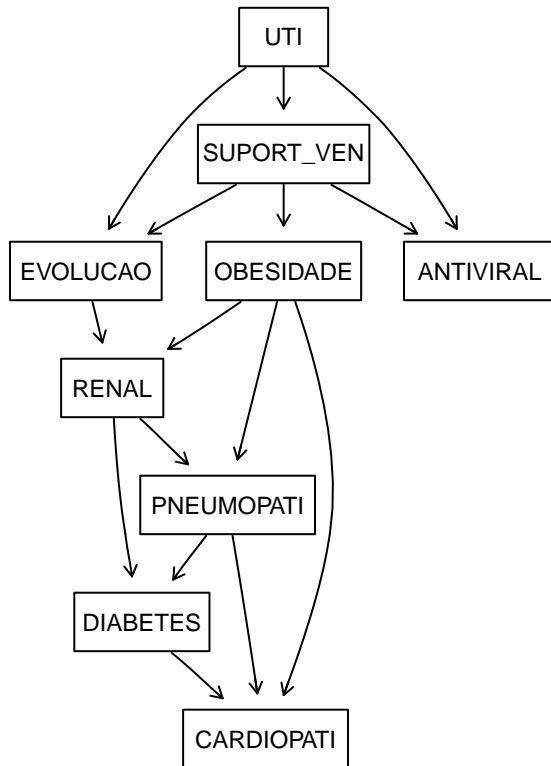 UTI
SUPORT_VEN
EVOLUCAO
OBESIDADE
ANTIVIRAL
RENAL
PNEUMOPATI
DIABETES
CARDIOPATI